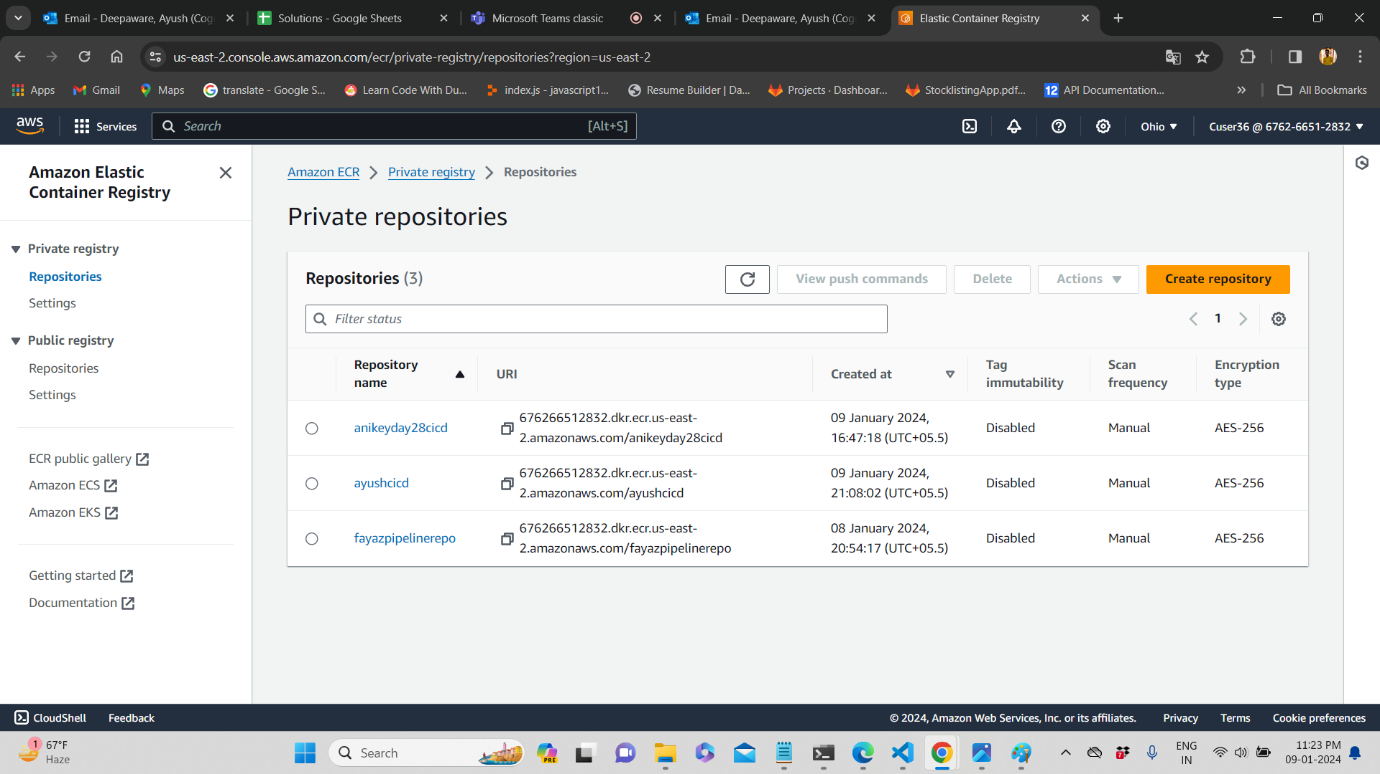 Email - Deepaware, Ayush (Cog
Solutions - Google Sheets
Microsoft Teams classic
Email - Deepaware, Ayush (Cog
Elastic Container Registry
us-east-2.console.aws.amazon.com/ecr/private-registry/repositories?region=us-east-2
Apps
Gmail
Maps
translate - Google S...
Learn Code With Du...
index.js - javascript1...
Resume Builder | Da...
Projects · Dashboar...
StocklistingApp.pdf...
12 API Documentation...
All Bookmarks
aws
Services
Search [Alt+S]
Ohio
Cuser36 @ 6762-6651-2832
Amazon Elastic
Container Registry
Private registry
Repositories
Settings
Public registry
Repositories
Settings
ECR public gallery
Amazon ECS
Amazon EKS
Getting started
Documentation
Amazon ECR
Private registry
Repositories
Private repositories
Repositories (3)
View push commands
Delete
Actions
Create repository
Filter status
1
Repository
name
URI
Created at
Tag
immutability
Scan
frequency
Encryption
type
anikeyday28cicd
676266512832.dkr.ecr.us-east-
2.amazonaws.com/anikeyday28cicd
09 January 2024,
16:47:18 (UTC+05.5)
Disabled
Manual
AES-256
ayushcicd
676266512832.dkr.ecr.us-east-
2.amazonaws.com/ayushcicd
09 January 2024,
21:08:02 (UTC+05.5)
Disabled
Manual
AES-256
fayazpipelinerepo
676266512832.dkr.ecr.us-east-
2.amazonaws.com/fayazpipelinerepo
08 January 2024,
20:54:17 (UTC+05.5)
Disabled
Manual
AES-256
CloudShell
Feedback
© 2024, Amazon Web Services, Inc. or its affiliates.
Privacy
Terms
Cookie preferences
1
67°F
Haze
Search
PRE
ENG
IN
11:23 PM
09-01-2024